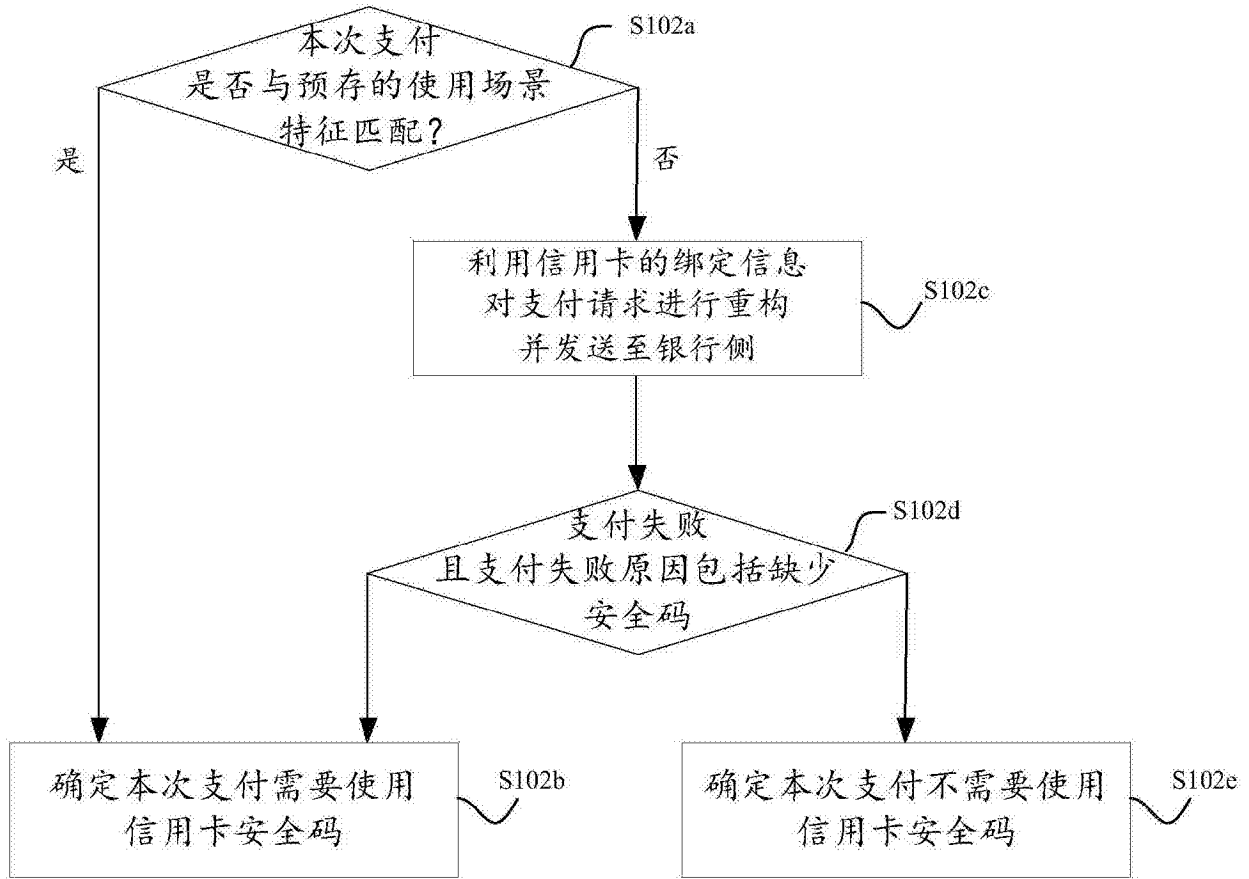 S102a
本次支付
是否与预存的使用场景
特征匹配?
是
否
利用信用卡的绑定信息
对支付请求进行重构
并发送至银行侧
S102c
支付失败
且支付失败原因包括缺少
安全码
S102d
确定本次支付需要使用
信用卡安全码
S102b
确定本次支付不需要使用
信用卡安全码
S102e